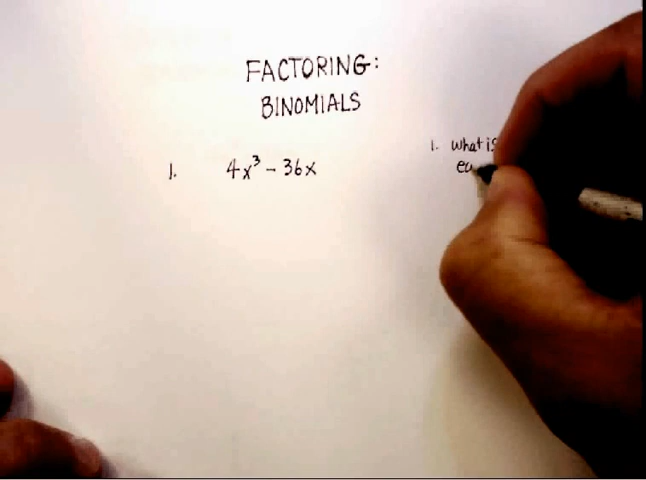 FACTORING:
BINOMIALS
1. 4x³ - 36x
1. what is